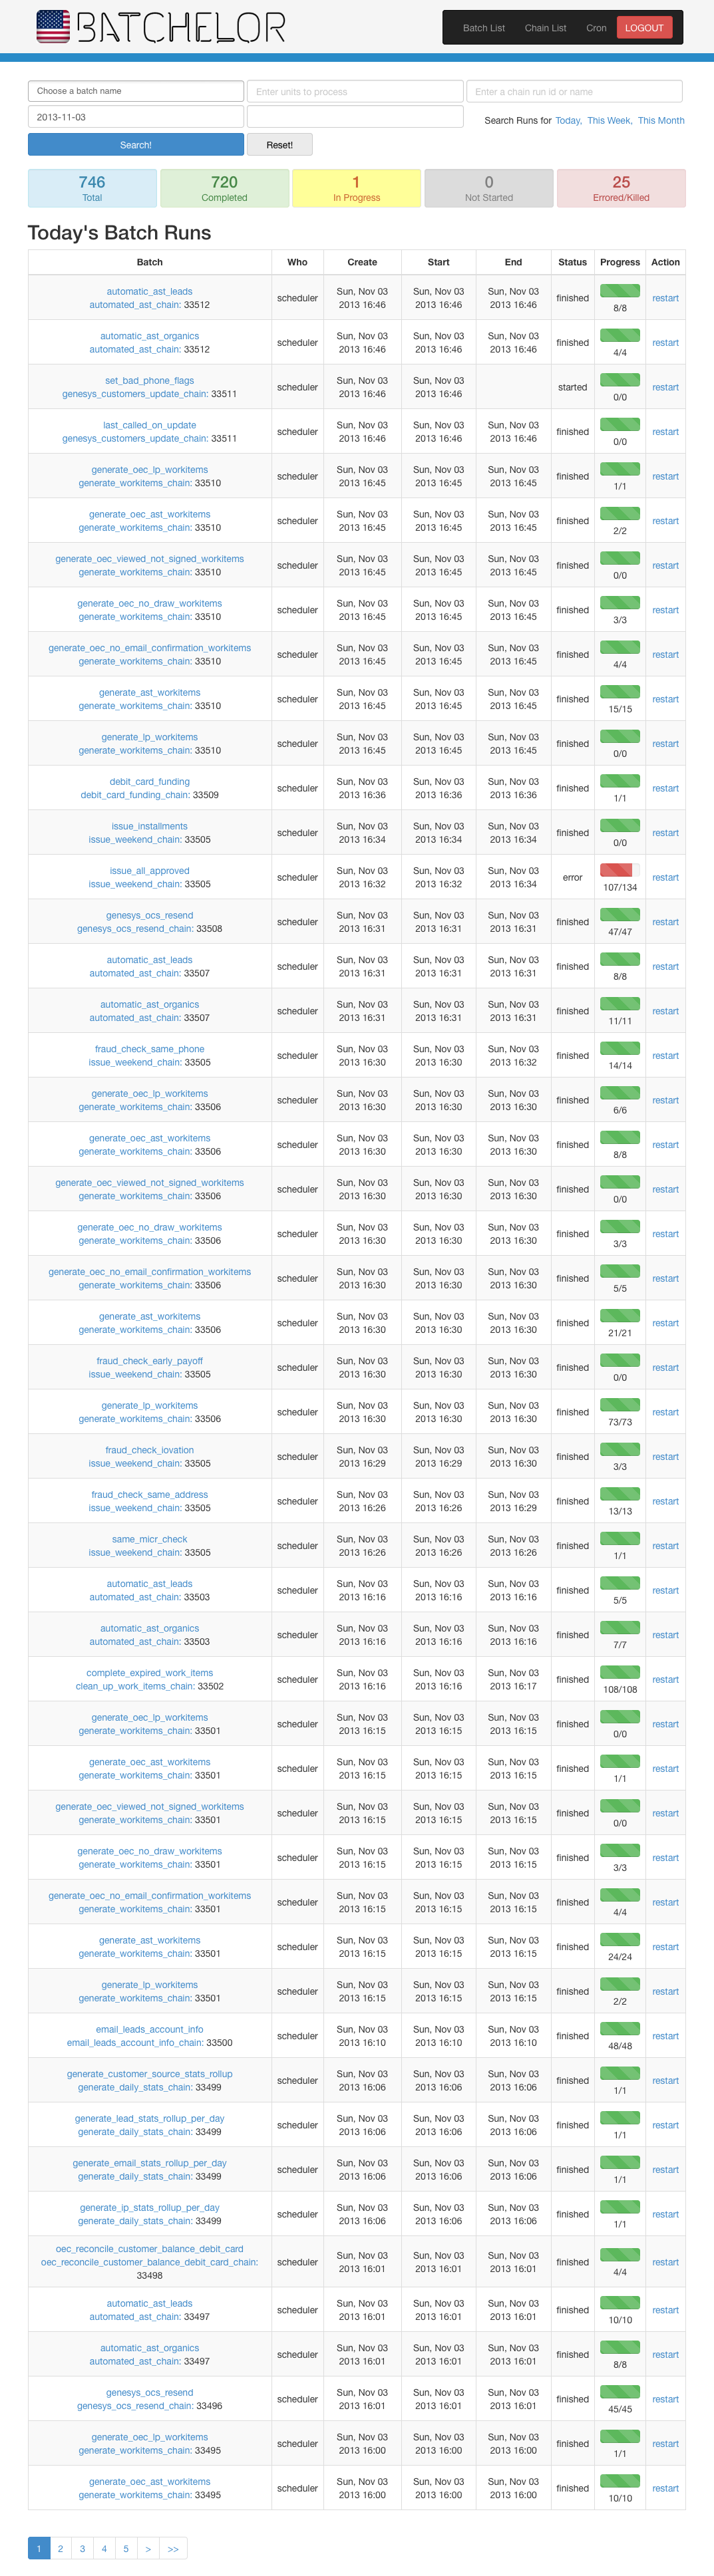 BATCHELOR
Batch List Chain List Cron LOGOUT
Choose a batch name Enter units to process Enter a chain run id or name
2013-11-03 Search Runs for Today, This Week, This Month
Search! Reset!
746 720 1 0 25
Total Completed In Progress Not Started Errored/Killed
Today's Batch Runs
Batch Who Create Start End Status Progress Action
automatic_ast_leads Sun, Nov 03 Sun, Nov 03 Sun, Nov 03
automated_ast_chain: 33512 scheduler 2013 16:46 2013 16:46 2013 16:46 finished 8/8 restart
automatic_ast_organics Sun, Nov 03 Sun, Nov 03 Sun, Nov 03
automated_ast_chain: 33512 scheduler 2013 16:46 2013 16:46 2013 16:46 finished 4/4 restart
set_bad_phone_flags Sun, Nov 03 Sun, Nov 03
genesys_customers_update_chain: 33511 scheduler 2013 16:46 2013 16:46 started 0/0 restart
last_called_on_update Sun, Nov 03 Sun, Nov 03 Sun, Nov 03
genesys_customers_update_chain: 33511 scheduler 2013 16:46 2013 16:46 2013 16:46 finished 0/0 restart
generate_oec_lp_workitems Sun, Nov 03 Sun, Nov 03 Sun, Nov 03
generate_workitems_chain: 33510 scheduler 2013 16:45 2013 16:45 2013 16:45 finished 1/1 restart
generate_oec_ast_workitems Sun, Nov 03 Sun, Nov 03 Sun, Nov 03
generate_workitems_chain: 33510 scheduler 2013 16:45 2013 16:45 2013 16:45 finished 2/2 restart
generate_oec_viewed_not_signed_workitems Sun, Nov 03 Sun, Nov 03 Sun, Nov 03
generate_workitems_chain: 33510 scheduler 2013 16:45 2013 16:45 2013 16:45 finished 0/0 restart
generate_oec_no_draw_workitems Sun, Nov 03 Sun, Nov 03 Sun, Nov 03
generate_workitems_chain: 33510 scheduler 2013 16:45 2013 16:45 2013 16:45 finished 3/3 restart
generate_oec_no_email_confirmation_workitems Sun, Nov 03 Sun, Nov 03 Sun, Nov 03
generate_workitems_chain: 33510 scheduler 2013 16:45 2013 16:45 2013 16:45 finished 4/4 restart
generate_ast_workitems Sun, Nov 03 Sun, Nov 03 Sun, Nov 03
generate_workitems_chain: 33510 scheduler 2013 16:45 2013 16:45 2013 16:45 finished 15/15 restart
generate_lp_workitems Sun, Nov 03 Sun, Nov 03 Sun, Nov 03
generate_workitems_chain: 33510 scheduler 2013 16:45 2013 16:45 2013 16:45 finished 0/0 restart
debit_card_funding Sun, Nov 03 Sun, Nov 03 Sun, Nov 03
debit_card_funding_chain: 33509 scheduler 2013 16:36 2013 16:36 2013 16:36 finished 1/1 restart
issue_installments Sun, Nov 03 Sun, Nov 03 Sun, Nov 03
issue_weekend_chain: 33505 scheduler 2013 16:34 2013 16:34 2013 16:34 finished 0/0 restart
issue_all_approved Sun, Nov 03 Sun, Nov 03 Sun, Nov 03
issue_weekend_chain: 33505 scheduler 2013 16:32 2013 16:32 2013 16:34 error 107/134 restart
genesys_ocs_resend Sun, Nov 03 Sun, Nov 03 Sun, Nov 03
genesys_ocs_resend_chain: 33508 scheduler 2013 16:31 2013 16:31 2013 16:31 finished 47/47 restart
automatic_ast_leads Sun, Nov 03 Sun, Nov 03 Sun, Nov 03
automated_ast_chain: 33507 scheduler 2013 16:31 2013 16:31 2013 16:31 finished 8/8 restart
automatic_ast_organics Sun, Nov 03 Sun, Nov 03 Sun, Nov 03
automated_ast_chain: 33507 scheduler 2013 16:31 2013 16:31 2013 16:31 finished 11/11 restart
fraud_check_same_phone Sun, Nov 03 Sun, Nov 03 Sun, Nov 03
issue_weekend_chain: 33505 scheduler 2013 16:30 2013 16:30 2013 16:32 finished 14/14 restart
generate_oec_lp_workitems Sun, Nov 03 Sun, Nov 03 Sun, Nov 03
generate_workitems_chain: 33506 scheduler 2013 16:30 2013 16:30 2013 16:30 finished 6/6 restart
generate_oec_ast_workitems Sun, Nov 03 Sun, Nov 03 Sun, Nov 03
generate_workitems_chain: 33506 scheduler 2013 16:30 2013 16:30 2013 16:30 finished 8/8 restart
generate_oec_viewed_not_signed_workitems Sun, Nov 03 Sun, Nov 03 Sun, Nov 03
generate_workitems_chain: 33506 scheduler 2013 16:30 2013 16:30 2013 16:30 finished 0/0 restart
generate_oec_no_draw_workitems Sun, Nov 03 Sun, Nov 03 Sun, Nov 03
generate_workitems_chain: 33506 scheduler 2013 16:30 2013 16:30 2013 16:30 finished 3/3 restart
generate_oec_no_email_confirmation_workitems Sun, Nov 03 Sun, Nov 03 Sun, Nov 03
generate_workitems_chain: 33506 scheduler 2013 16:30 2013 16:30 2013 16:30 finished 5/5 restart
generate_ast_workitems Sun, Nov 03 Sun, Nov 03 Sun, Nov 03
generate_workitems_chain: 33506 scheduler 2013 16:30 2013 16:30 2013 16:30 finished 21/21 restart
fraud_check_early_payoff Sun, Nov 03 Sun, Nov 03 Sun, Nov 03
issue_weekend_chain: 33505 scheduler 2013 16:30 2013 16:30 2013 16:30 finished 0/0 restart
generate_lp_workitems Sun, Nov 03 Sun, Nov 03 Sun, Nov 03
generate_workitems_chain: 33506 scheduler 2013 16:30 2013 16:30 2013 16:30 finished 73/73 restart
fraud_check_iovation Sun, Nov 03 Sun, Nov 03 Sun, Nov 03
issue_weekend_chain: 33505 scheduler 2013 16:29 2013 16:29 2013 16:30 finished 3/3 restart
fraud_check_same_address Sun, Nov 03 Sun, Nov 03 Sun, Nov 03
issue_weekend_chain: 33505 scheduler 2013 16:26 2013 16:26 2013 16:29 finished 13/13 restart
same_micr_check Sun, Nov 03 Sun, Nov 03 Sun, Nov 03
issue_weekend_chain: 33505 scheduler 2013 16:26 2013 16:26 2013 16:26 finished 1/1 restart
automatic_ast_leads Sun, Nov 03 Sun, Nov 03 Sun, Nov 03
automated_ast_chain: 33503 scheduler 2013 16:16 2013 16:16 2013 16:16 finished 5/5 restart
automatic_ast_organics Sun, Nov 03 Sun, Nov 03 Sun, Nov 03
automated_ast_chain: 33503 scheduler 2013 16:16 2013 16:16 2013 16:16 finished 7/7 restart
complete_expired_work_items Sun, Nov 03 Sun, Nov 03 Sun, Nov 03
clean_up_work_items_chain: 33502 scheduler 2013 16:16 2013 16:16 2013 16:17 finished 108/108 restart
generate_oec_lp_workitems Sun, Nov 03 Sun, Nov 03 Sun, Nov 03
generate_workitems_chain: 33501 scheduler 2013 16:15 2013 16:15 2013 16:15 finished 0/0 restart
generate_oec_ast_workitems Sun, Nov 03 Sun, Nov 03 Sun, Nov 03
generate_workitems_chain: 33501 scheduler 2013 16:15 2013 16:15 2013 16:15 finished 1/1 restart
generate_oec_viewed_not_signed_workitems Sun, Nov 03 Sun, Nov 03 Sun, Nov 03
generate_workitems_chain: 33501 scheduler 2013 16:15 2013 16:15 2013 16:15 finished 0/0 restart
generate_oec_no_draw_workitems Sun, Nov 03 Sun, Nov 03 Sun, Nov 03
generate_workitems_chain: 33501 scheduler 2013 16:15 2013 16:15 2013 16:15 finished 3/3 restart
generate_oec_no_email_confirmation_workitems Sun, Nov 03 Sun, Nov 03 Sun, Nov 03
generate_workitems_chain: 33501 scheduler 2013 16:15 2013 16:15 2013 16:15 finished 4/4 restart
generate_ast_workitems Sun, Nov 03 Sun, Nov 03 Sun, Nov 03
generate_workitems_chain: 33501 scheduler 2013 16:15 2013 16:15 2013 16:15 finished 24/24 restart
generate_lp_workitems Sun, Nov 03 Sun, Nov 03 Sun, Nov 03
generate_workitems_chain: 33501 scheduler 2013 16:15 2013 16:15 2013 16:15 finished 2/2 restart
email_leads_account_info Sun, Nov 03 Sun, Nov 03 Sun, Nov 03
email_leads_account_info_chain: 33500 scheduler 2013 16:10 2013 16:10 2013 16:10 finished 48/48 restart
generate_customer_source_stats_rollup Sun, Nov 03 Sun, Nov 03 Sun, Nov 03
generate_daily_stats_chain: 33499 scheduler 2013 16:06 2013 16:06 2013 16:06 finished 1/1 restart
generate_lead_stats_rollup_per_day Sun, Nov 03 Sun, Nov 03 Sun, Nov 03
generate_daily_stats_chain: 33499 scheduler 2013 16:06 2013 16:06 2013 16:06 finished 1/1 restart
generate_email_stats_rollup_per_day Sun, Nov 03 Sun, Nov 03 Sun, Nov 03
generate_daily_stats_chain: 33499 scheduler 2013 16:06 2013 16:06 2013 16:06 finished 1/1 restart
generate_ip_stats_rollup_per_day Sun, Nov 03 Sun, Nov 03 Sun, Nov 03
generate_daily_stats_chain: 33499 scheduler 2013 16:06 2013 16:06 2013 16:06 finished 1/1 restart
oec_reconcile_customer_balance_debit_card Sun, Nov 03 Sun, Nov 03 Sun, Nov 03
oec_reconcile_customer_balance_debit_card_chain: scheduler 2013 16:01 2013 16:01 2013 16:01 finished 4/4 restart
33498
automatic_ast_leads Sun, Nov 03 Sun, Nov 03 Sun, Nov 03
automated_ast_chain: 33497 scheduler 2013 16:01 2013 16:01 2013 16:01 finished 10/10 restart
automatic_ast_organics Sun, Nov 03 Sun, Nov 03 Sun, Nov 03
automated_ast_chain: 33497 scheduler 2013 16:01 2013 16:01 2013 16:01 finished 8/8 restart
genesys_ocs_resend Sun, Nov 03 Sun, Nov 03 Sun, Nov 03
genesys_ocs_resend_chain: 33496 scheduler 2013 16:01 2013 16:01 2013 16:01 finished 45/45 restart
generate_oec_lp_workitems Sun, Nov 03 Sun, Nov 03 Sun, Nov 03
generate_workitems_chain: 33495 scheduler 2013 16:00 2013 16:00 2013 16:00 finished 1/1 restart
generate_oec_ast_workitems Sun, Nov 03 Sun, Nov 03 Sun, Nov 03
generate_workitems_chain: 33495 scheduler 2013 16:00 2013 16:00 2013 16:00 finished 10/10 restart
1 2 3 4 5 > >>